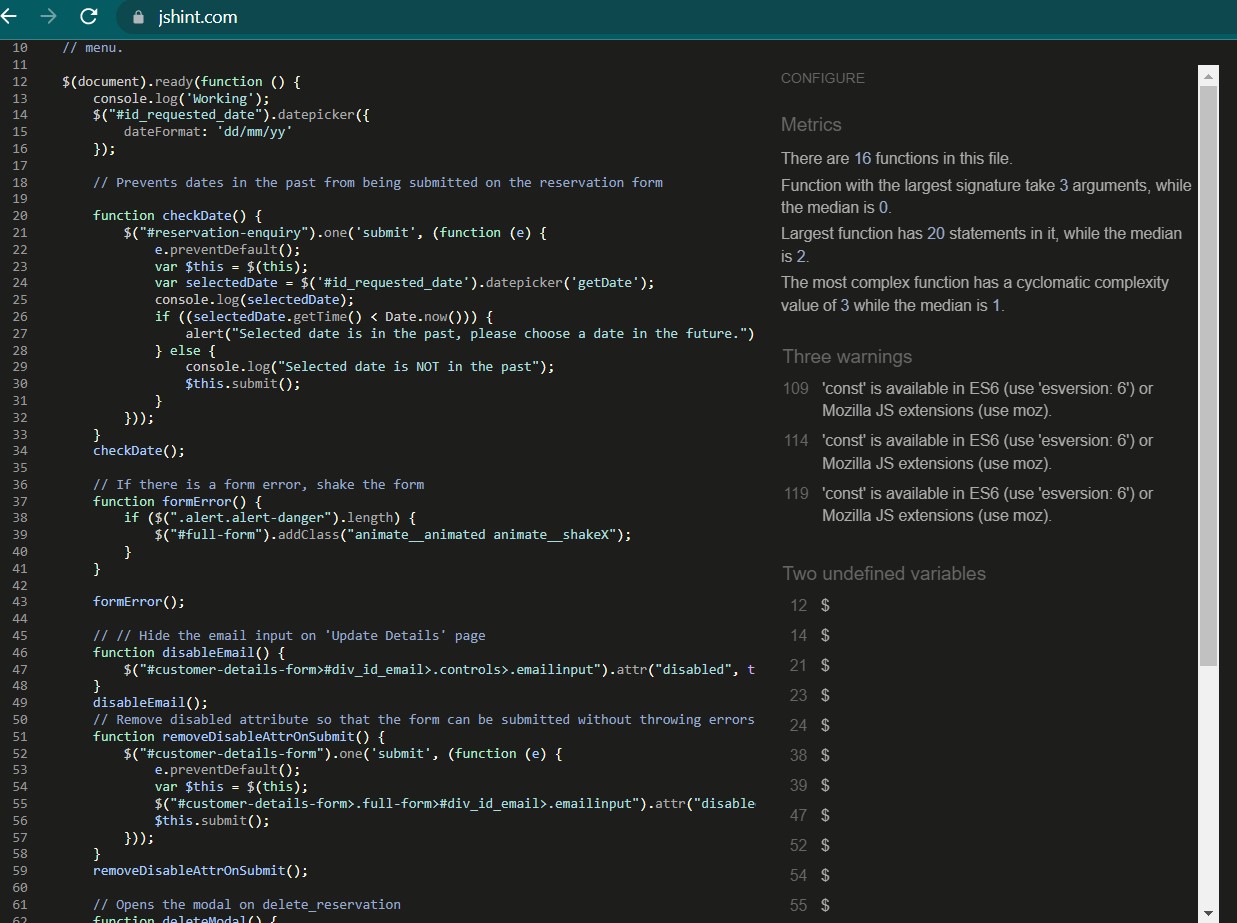 jshint.com
10 // menu.
11
12 $(document).ready(function () {
13 console.log('Working');
14 $("#id_requested_date").datepicker({
15 dateFormat: 'dd/mm/yy'
16 });
17
18 // Prevents dates in the past from being submitted on the reservation form
19
20 function checkDate() {
21 $("#reservation-enquiry").one('submit', (function (e) {
22 e.preventDefault();
23 var $this = $(this);
24 var selectedDate = $('#id_requested_date').datepicker('getDate');
25 console.log(selectedDate);
26 if ((selectedDate.getTime() < Date.now())) {
27 alert("Selected date is in the past, please choose a date in the future.")
28 } else {
29 console.log("Selected date is NOT in the past");
30 $this.submit();
31 }
32 }));
33 }
34 checkDate();
35
36 // If there is a form error, shake the form
37 function formError() {
38 if ($(".alert.alert-danger").length) {
39 $("#full-form").addClass("animate__animated animate__shakeX");
40 }
41 }
42
43 formError();
44
45 // // Hide the email input on 'Update Details' page
46 function disableEmail() {
47 $("#customer-details-form>#div_id_email>.controls>.emailinput").attr("disabled", t
48 }
49 disableEmail();
50 // Remove disabled attribute so that the form can be submitted without throwing errors
51 function removeDisableAttrOnSubmit() {
52 $("#customer-details-form").one('submit', (function (e) {
53 e.preventDefault();
54 var $this = $(this);
55 $("#customer-details-form>.full-form>#div_id_email>.emailinput").attr("disable
56 $this.submit();
57 }));
58 }
59 removeDisableAttrOnSubmit();
60
61 // Opens the modal on delete_reservation
62 function deleteModal() {
CONFIGURE
Metrics
There are 16 functions in this file.
Function with the largest signature take 3 arguments, while
the median is 0.
Largest function has 20 statements in it, while the median
is 2.
The most complex function has a cyclomatic complexity
value of 3 while the median is 1.
Three warnings
109 'const' is available in ES6 (use 'esversion: 6') or
Mozilla JS extensions (use moz).
114 'const' is available in ES6 (use 'esversion: 6') or
Mozilla JS extensions (use moz).
119 'const' is available in ES6 (use 'esversion: 6') or
Mozilla JS extensions (use moz).
Two undefined variables
12 $
14 $
21 $
23 $
24 $
38 $
39 $
47 $
52 $
54 $
55 $